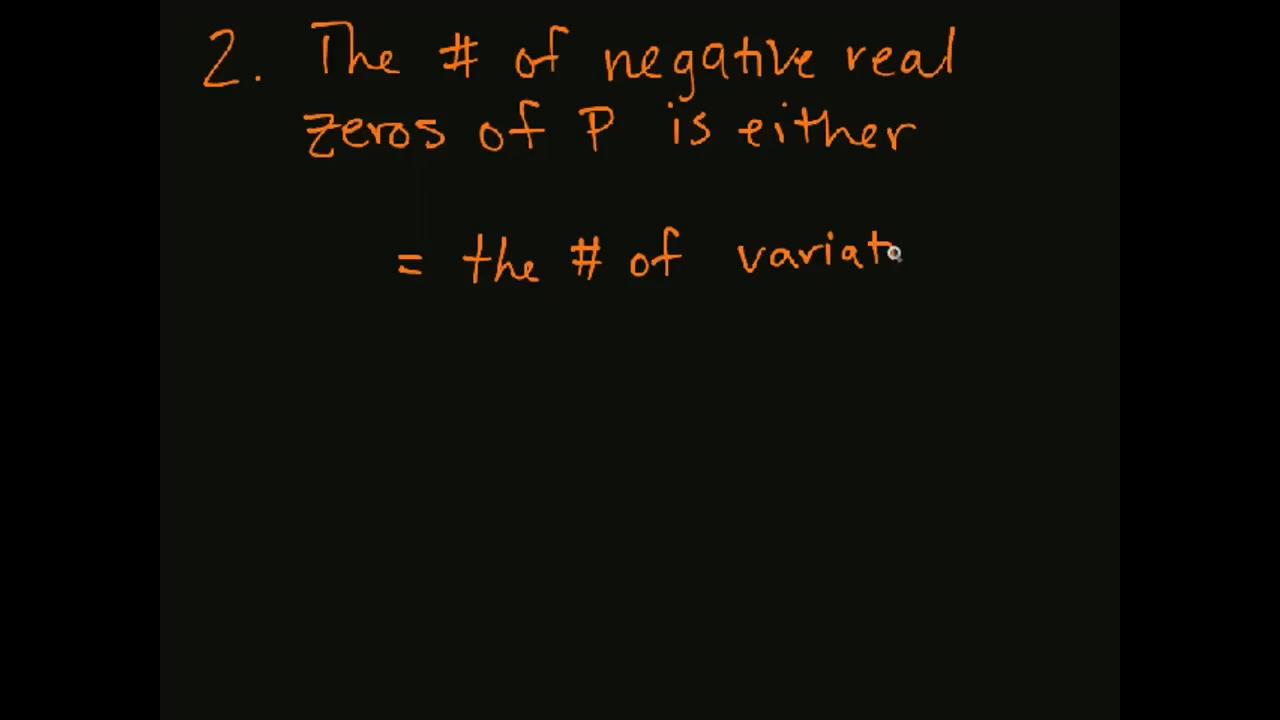 2. The # of negative real
zeros of P is either
= the # of variat